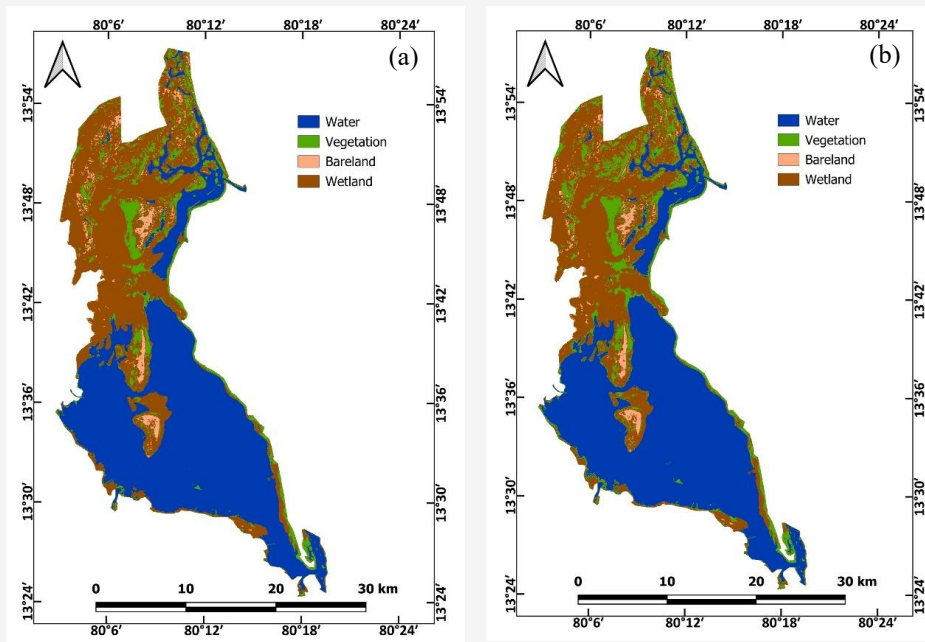 80°6′ 80°12′ 80°18′ 80°24′
(a)
13°54′ 13°54′
Water
Vegetation
Bareland
Wetland
13°48′ 13°48′
13°42′ 13°42′
13°36′ 13°36′
13°30′ 13°30′
13°24′ 13°24′
0 10 20 30 km
80°6′ 80°12′ 80°18′ 80°24′
80°6′ 80°12′ 80°18′ 80°24′
(b)
13°54′ 13°54′
Water
Vegetation
Bareland
Wetland
13°48′ 13°48′
13°42′ 13°42′
13°36′ 13°36′
13°30′ 13°30′
13°24′ 13°24′
0 10 20 30 km
80°6′ 80°12′ 80°18′ 80°24′